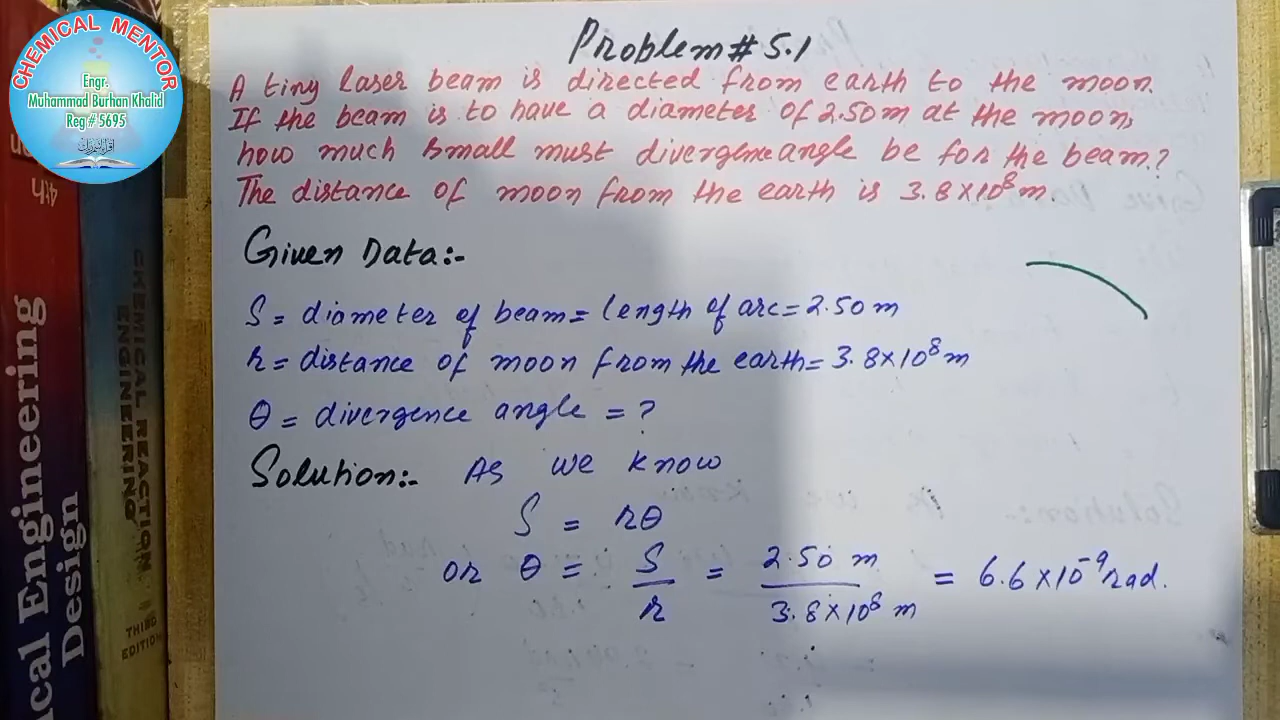 CHEMICAL MENTOR
Engr.
Muhammad Burhan Khalid
Reg # 5695
4th
ical Engineering
Design
CHEMICAL REACTION
ENGINEERING
THIRD
EDITION
Problem # 5.1
A tiny laser beam is directed from earth to the moon.
If the beam is to have a diameter of 2.50 m at the moon,
how much small must divergence angle be for the beam?
The distance of moon from the earth is 3.8×10⁸ m.
Given Data:-
S = diameter of beam = length of arc = 2.50 m
r = distance of moon from the earth = 3.8×10⁸ m
θ = divergence angle = ?
Solution:- As we know
S = rθ
or θ = S/r = 2.50 m / 3.8×10⁸ m = 6.6×10⁻⁹ rad.